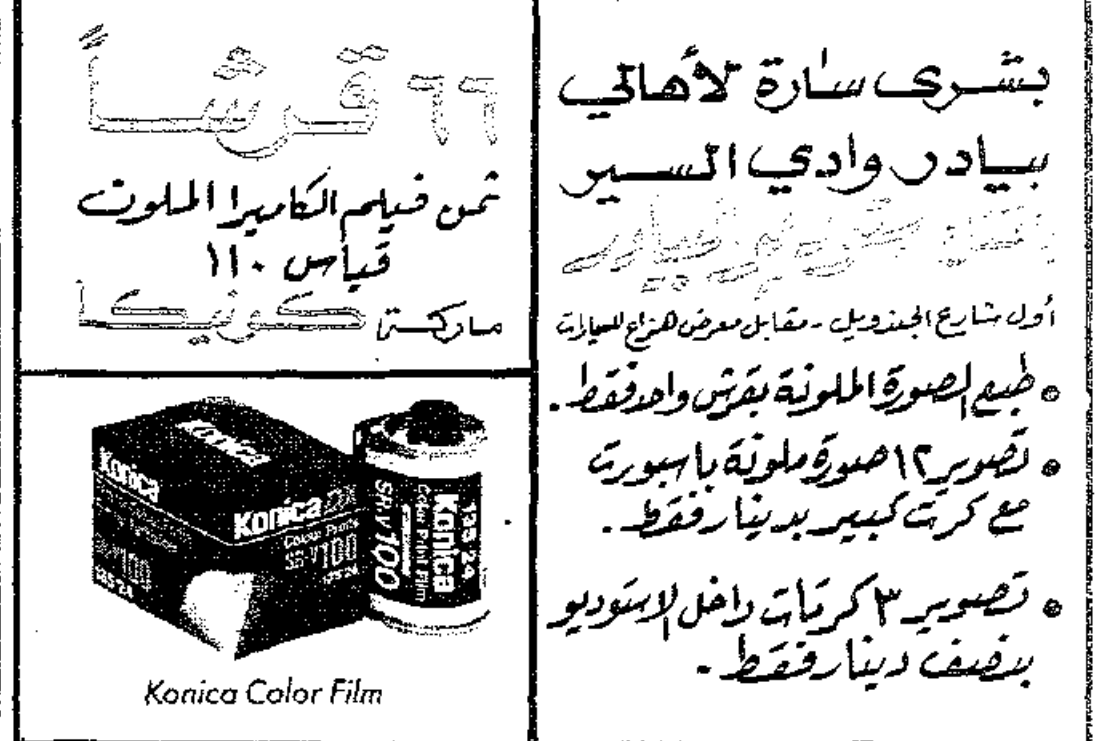 بشرى سارة لأهالي
بيادر وادي السير
أول شارع الجندويل - مقابل معرض هزاع للسيارات
• طبع الصورة الملونة بقرش واحد فقط .
• تصوير ١٢ صورة ملونة باسبورت
مع كرت كبير بدينار فقط .
• تصوير ٣ كرتات داخل الاستوديو
بنصف دينار فقط .
٦٦ قرشاً
ثمن فيلم الكاميرا الملون
قياس ١١٠
ماركة كونيكا
Konica
Konica
Konica
Colour Print
SR-V100
135 24
Konica
Color Print Film
SR-V 100
135 24
Konica Color Film